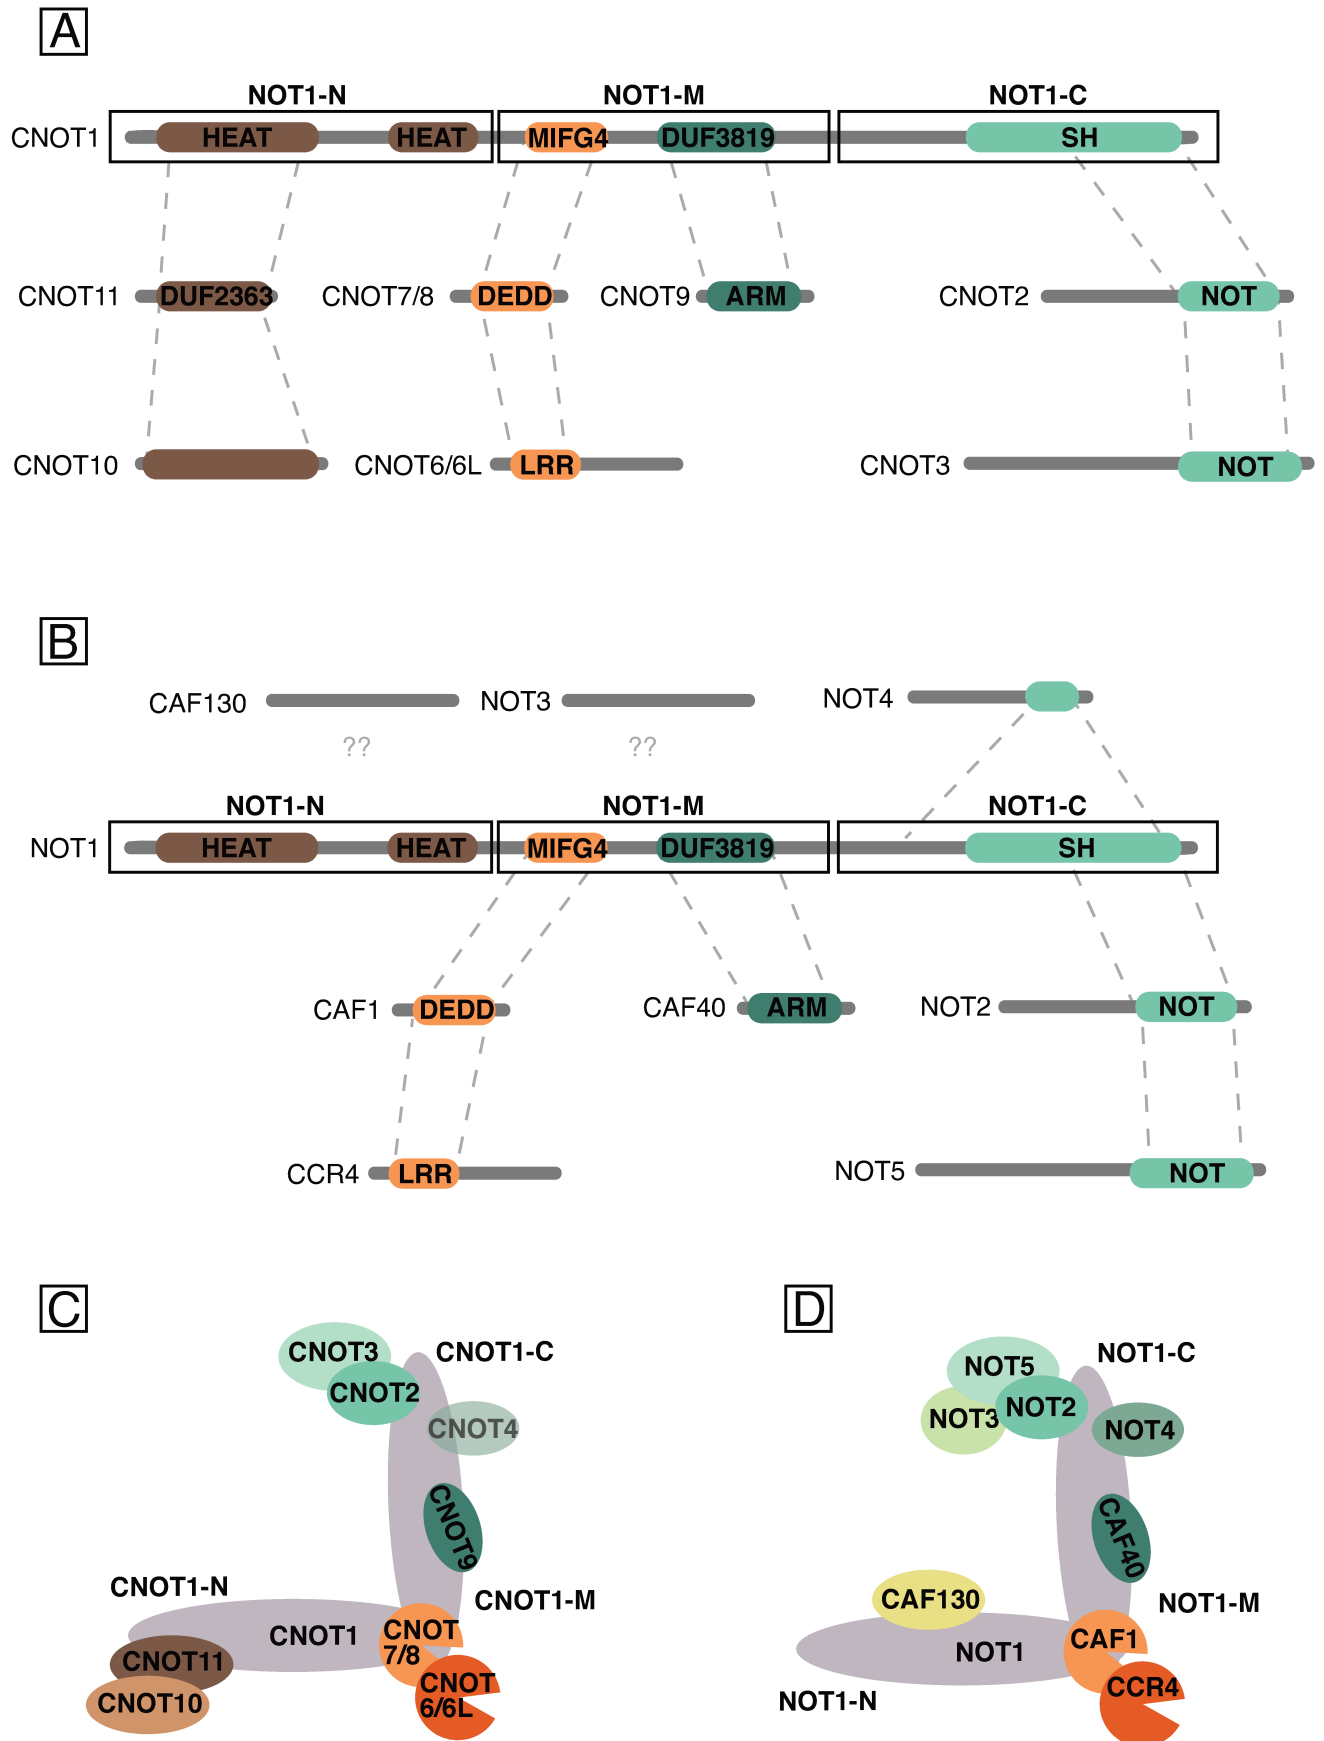 A
NOT1-N NOT1-M NOT1-C
CNOT1 HEAT HEAT MIFG4 DUF3819 SH
CNOT11 DUF2363 CNOT7/8 DEDD CNOT9 ARM CNOT2 NOT
CNOT10 CNOT6/6L LRR CNOT3 NOT
B
CAF130 NOT3 NOT4
?? ??
NOT1-N NOT1-M NOT1-C
NOT1 HEAT HEAT MIFG4 DUF3819 SH
CAF1 DEDD CAF40 ARM NOT2 NOT
CCR4 LRR NOT5 NOT
C
CNOT3 CNOT1-C
CNOT2
CNOT4
CNOT9
CNOT1-N
CNOT1-M
CNOT1
CNOT
7/8
CNOT11
CNOT10
CNOT
6/6L
D
NOT5 NOT1-C
NOT3 NOT2 NOT4
CAF40
CAF130
NOT1-M
NOT1 CAF1
NOT1-N CCR4